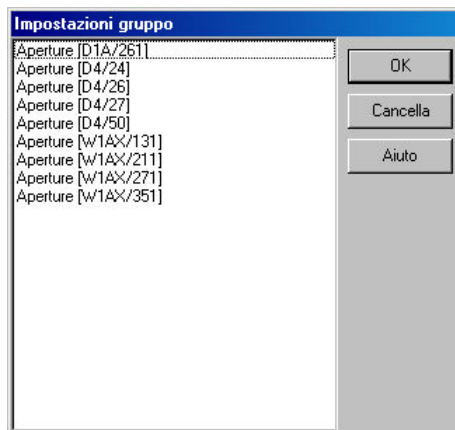 Impostazioni gruppo
Aperture [D1A/261]
Aperture [D4/24]
Aperture [D4/26]
Aperture [D4/27]
Aperture [D4/50]
Aperture [W1AX/131]
Aperture [W1AX/211]
Aperture [W1AX/271]
Aperture [W1AX/351]
OK
Cancella
Aiuto